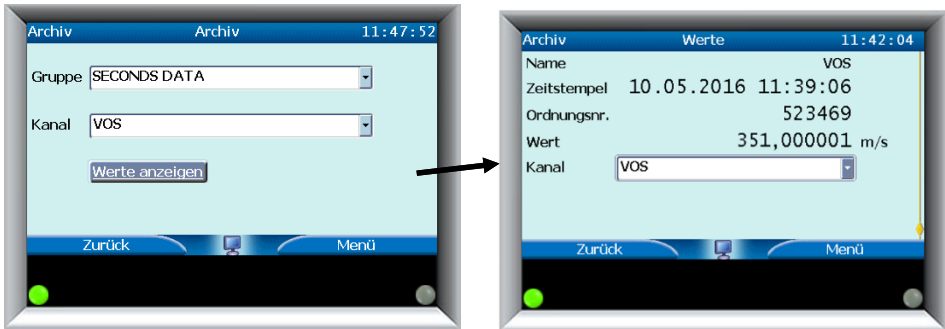 Archiv Archiv 11:47:52
Gruppe SECONDS DATA
Kanal VOS
Werte anzeigen
Zurück Menü
Archiv Werte 11:42:04
Name VOS
Zeitstempel 10.05.2016 11:39:06
Ordnungsnr. 523469
Wert 351,000001 m/s
Kanal VOS
Zurück Menü